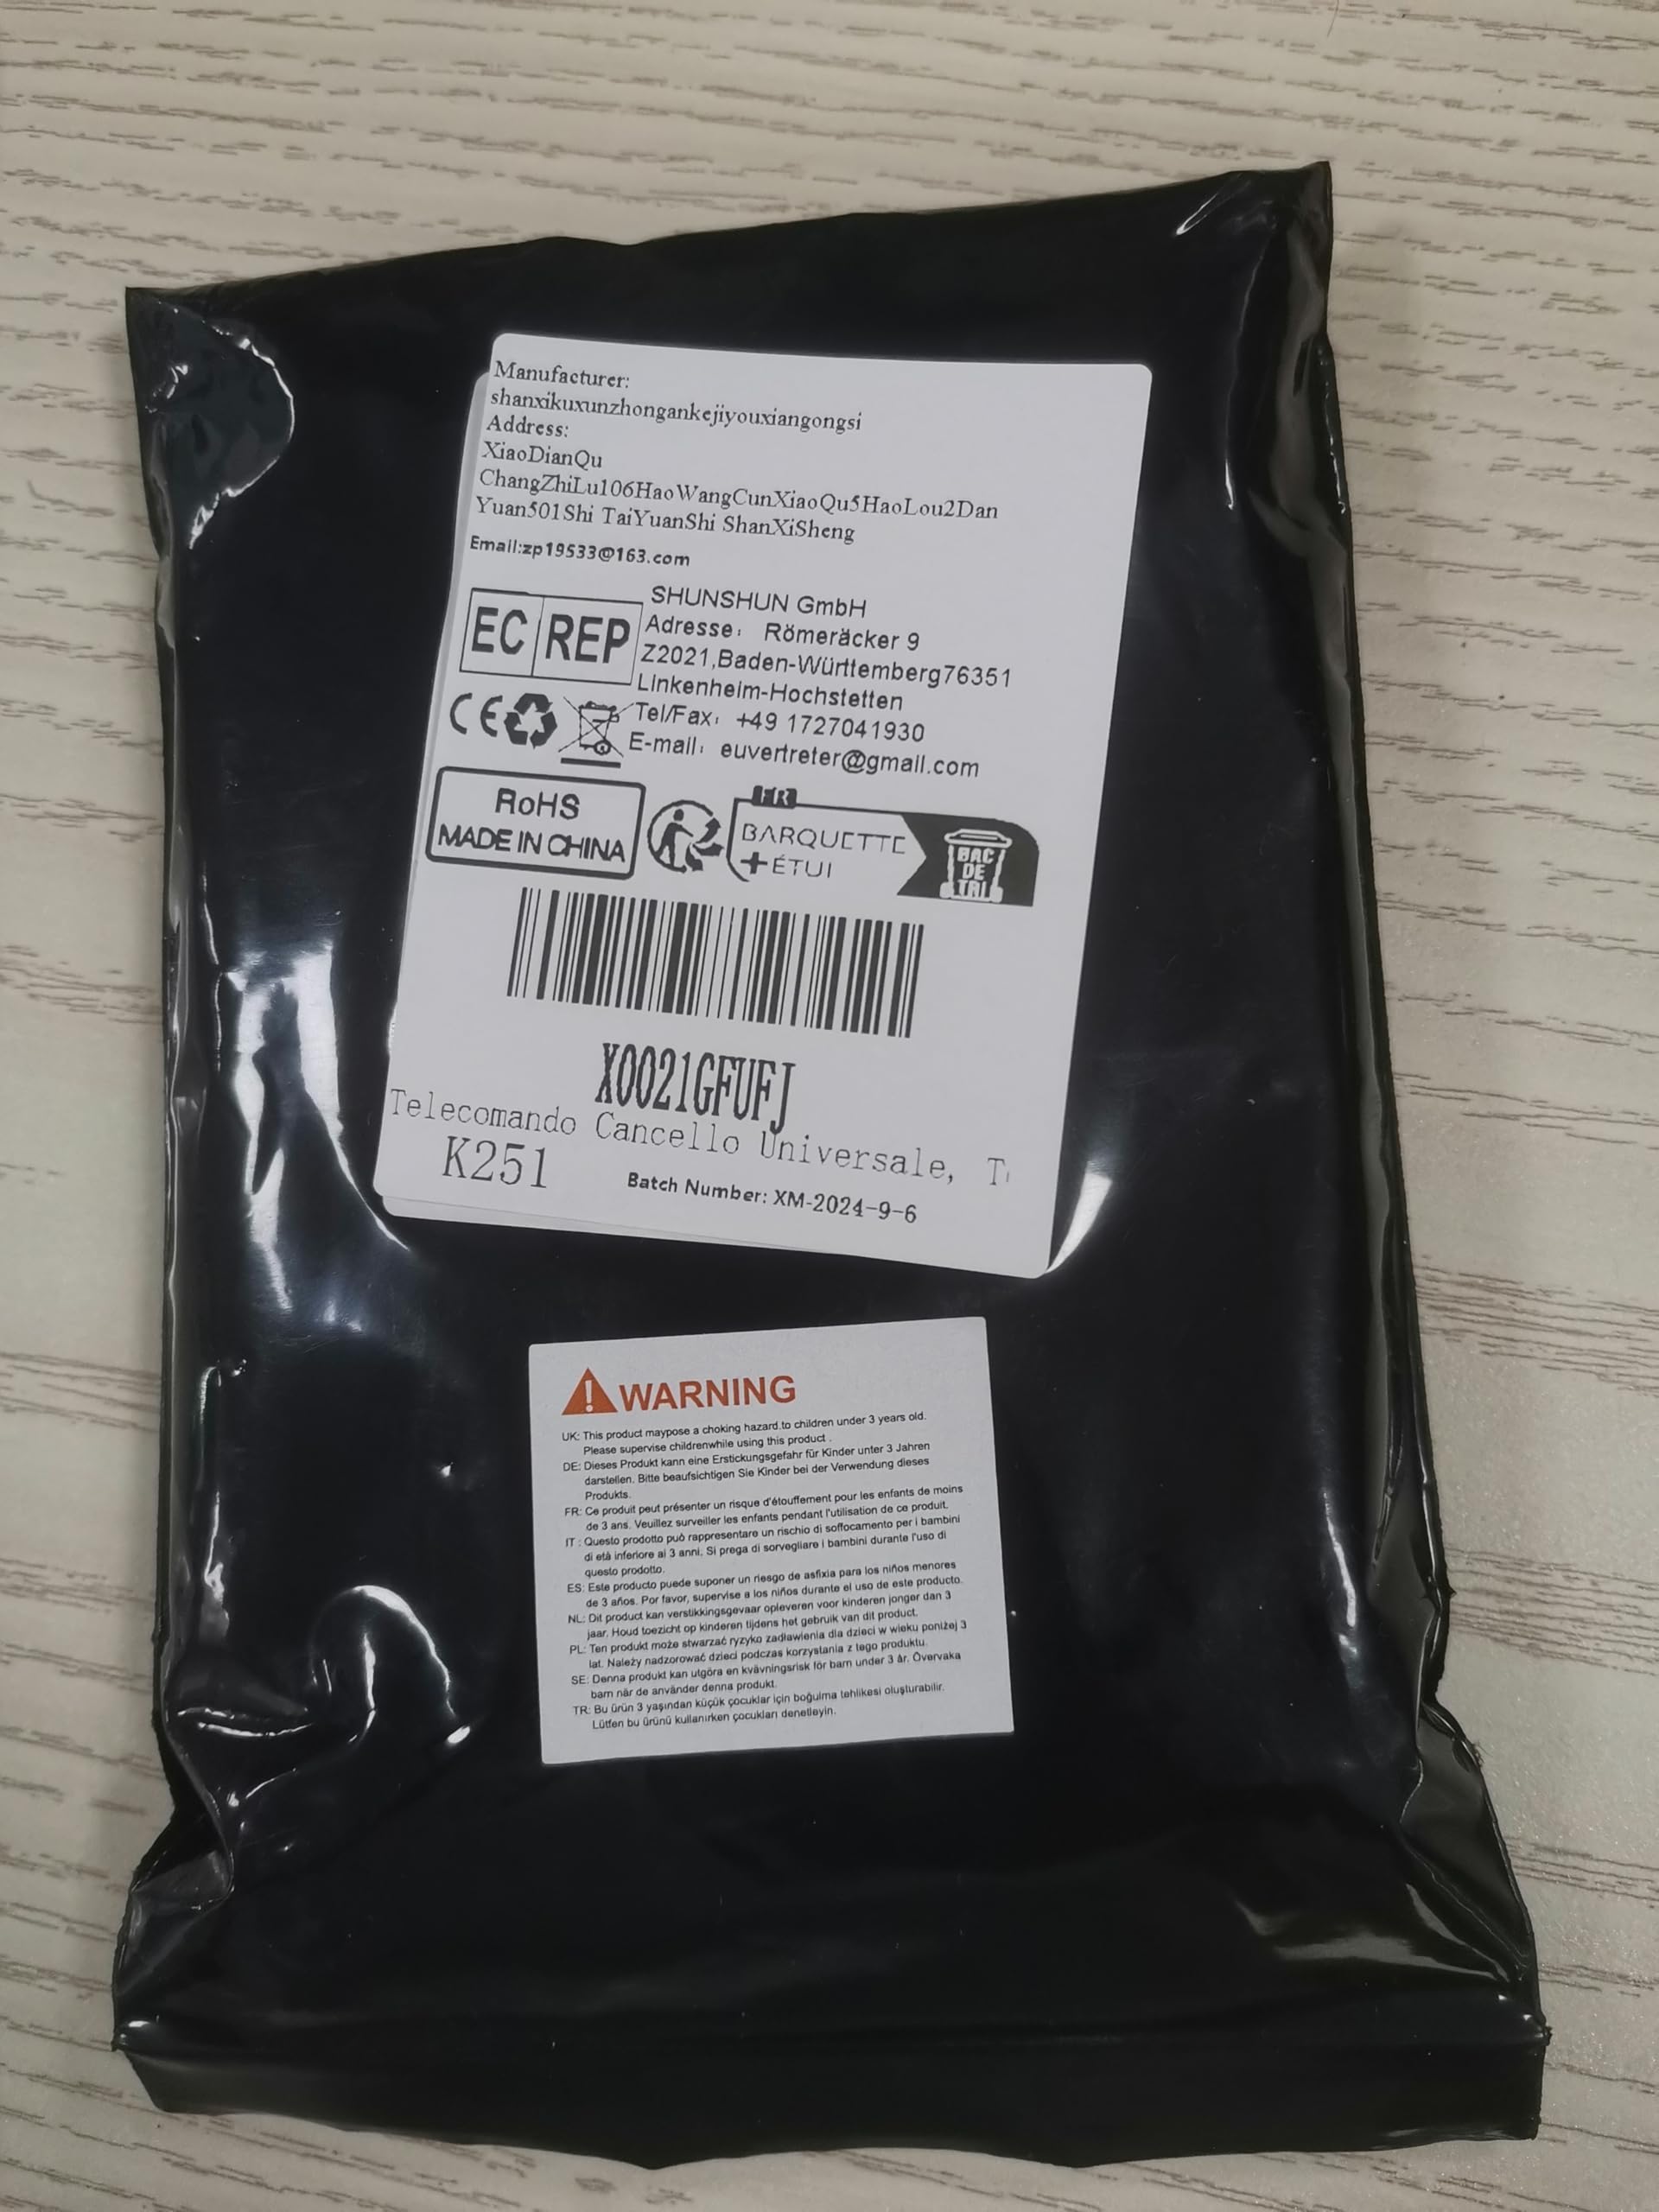 Manufacturer:
shanxikuxunzhongankejiyouxiangongsi
Address:
XiaoDianQu
ChangZhiLu106HaoWangCunXiaoQu5HaoLou2Dan
Yuan501Shi TaiYuanShi ShanXiSheng
Email:zp19533@163.com
EC REP
SHUNSHUN GmbH
Adresse： Römeräcker 9
Z2021,Baden-Württemberg76351
Linkenheim-Hochstetten
Tel/Fax： +49 1727041930
E-mail： euvertreter@gmail.com
CE
RoHS
MADE IN CHINA
FR
BARQUETTE
+ÉTUI
BAC
DE
TRI
X0021GFUFJ
Telecomando Cancello Universale,
K251
Batch Number: XM-2024-9-6
WARNING
UK: This product maypose a choking hazard.to children under 3 years old.
Please supervise childrenwhile using this product .
DE: Dieses Produkt kann eine Erstickungsgefahr für Kinder unter 3 Jahren
darstellen. Bitte beaufsichtigen Sie Kinder bei der Verwendung dieses
Produkts.
FR: Ce produit peut présenter un risque d'étouffement pour les enfants de moins
de 3 ans. Veuillez surveiller les enfants pendant l'utilisation de ce produit.
IT : Questo prodotto può rappresentare un rischio di soffocamento per i bambini
di età inferiore ai 3 anni. Si prega di sorvegliare i bambini durante l'uso di
questo prodotto.
ES: Este producto puede suponer un riesgo de asfixia para los niños menores
de 3 años. Por favor, supervise a los niños durante el uso de este producto.
NL: Dit product kan verstikkingsgevaar opleveren voor kinderen jonger dan 3
jaar. Houd toezicht op kinderen tijdens het gebruik van dit product.
PL: Ten produkt może stwarzać ryzyko zadławienia dla dzieci w wieku poniżej 3
lat. Należy nadzorować dzieci podczas korzystania z tego produktu.
SE: Denna produkt kan utgöra en kvävningsrisk för barn under 3 år. Övervaka
barn när de använder denna produkt.
TR: Bu ürün 3 yaşından küçük çocuklar için boğulma tehlikesi oluşturabilir.
Lütfen bu ürünü kullanırken çocukları denetleyin.